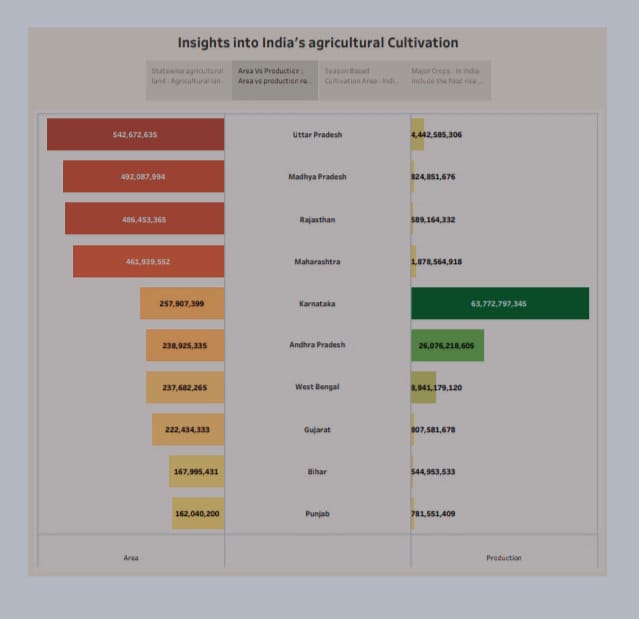 Insights into India's agricultural Cultivation
Statewise agricultural
land : Agricultural lan..
Area Vs Production :
Area vs production re..
Season Based
Cultivation Area : Indi..
Major Crops : In India
include the food rice ...
542,672,635 Uttar Pradesh 4,442,585,306
492,087,994 Madhya Pradesh 824,851,676
486,453,365 Rajasthan 589,164,332
461,939,552 Maharashtra 1,878,564,918
257,907,399 Karnataka 63,772,797,345
238,925,335 Andhra Pradesh 26,076,218,605
237,682,265 West Bengal 8,941,179,120
222,434,333 Gujarat 807,581,678
167,995,431 Bihar 544,953,533
162,040,200 Punjab 781,551,409
Area Production